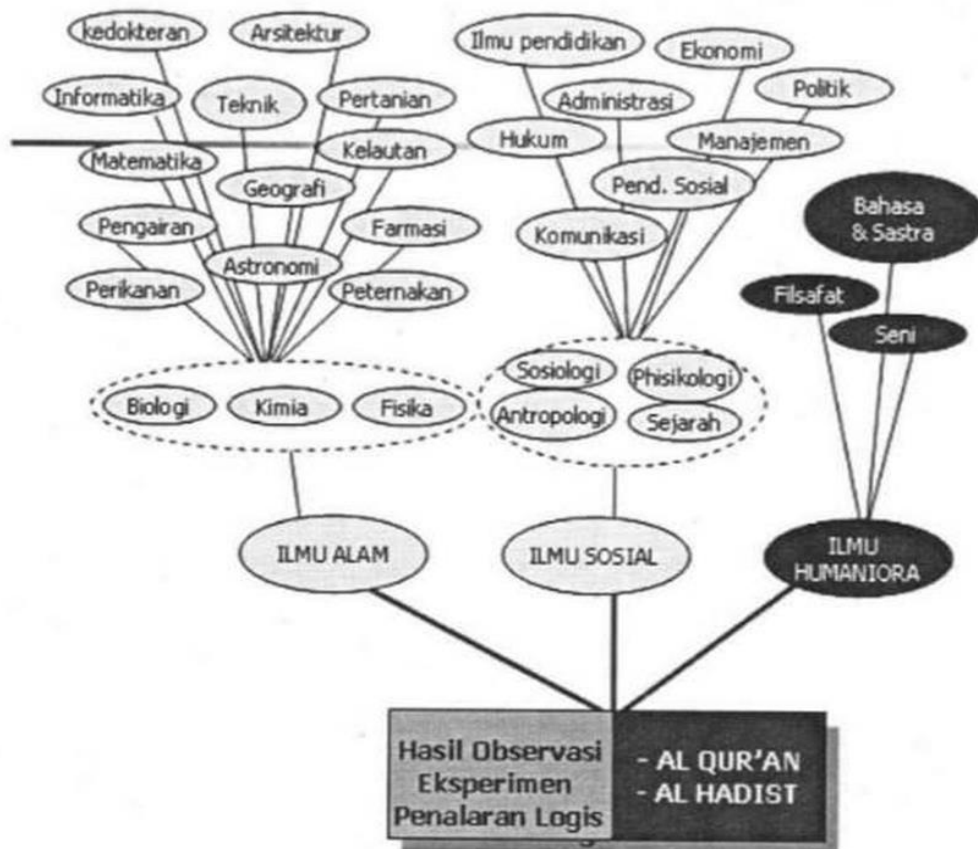 kedokteran
Arsitektur
Ilmu pendidikan
Ekonomi
Informatika
Teknik
Pertanian
Administrasi
Politik
Matematika
Kelautan
Hukum
Manajemen
Geografi
Pend. Sosial
Pengairan
Farmasi
Komunikasi
Bahasa
& Sastra
Astronomi
Perikanan
Peternakan
Filsafat
Seni
Biologi
Kimia
Fisika
Sosiologi
Phisikologi
Antropologi
Sejarah
ILMU ALAM
ILMU SOSIAL
ILMU
HUMANIORA
Hasil Observasi
Eksperimen
Penalaran Logis
- AL QUR'AN
- AL HADIST